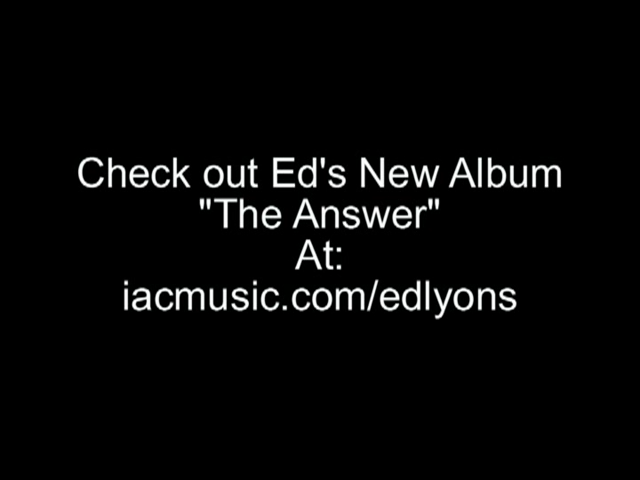 Check out Ed's New Album
"The Answer"
At:
iacmusic.com/edlyons